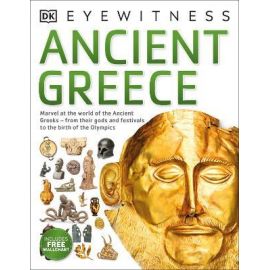 DK EYEWITNESS
ANCIENT
GREECE
Marvel at the world of the Ancient
Greeks – from their gods and festivals
to the birth of the Olympics
INCLUDES
FREE
WALLCHART